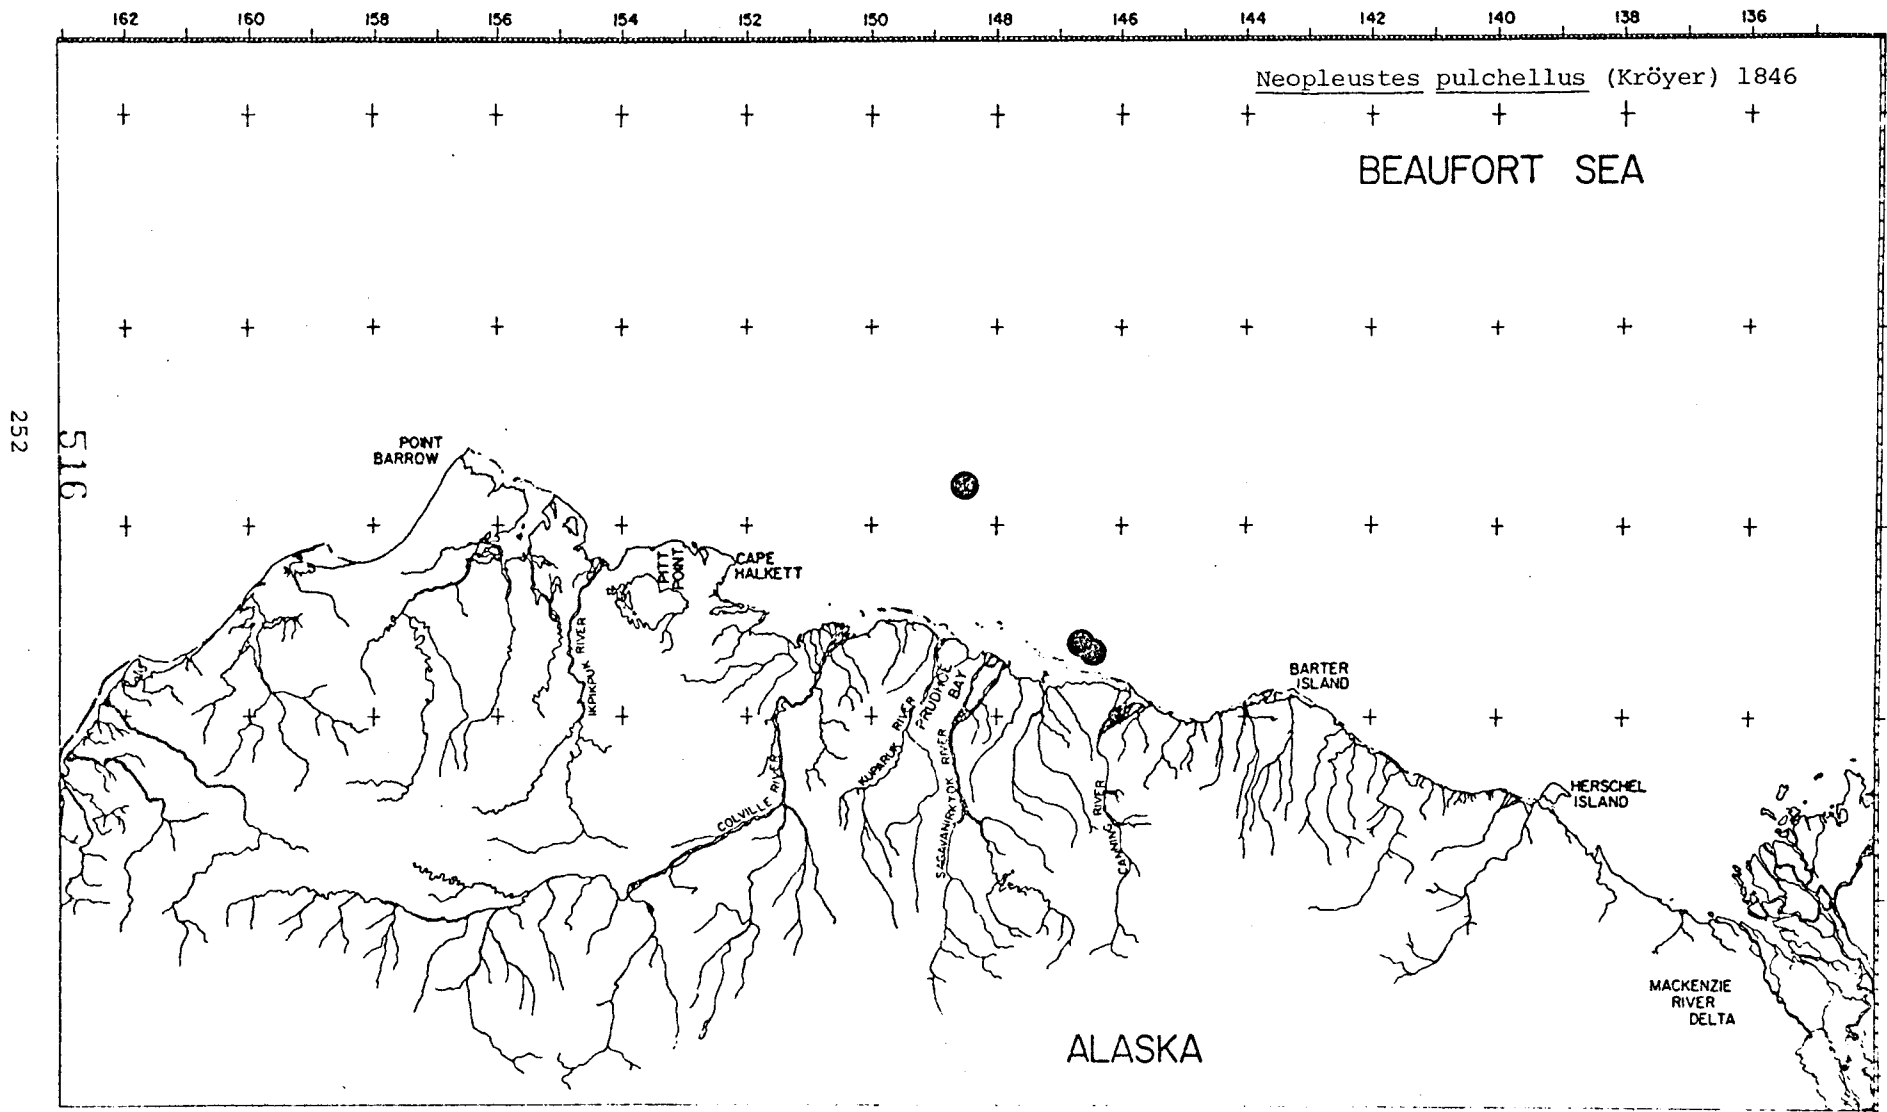 162 160 158 156 154 152 150 148 146 144 142 140 138 136
Neopleustes pulchellus (Kröyer) 1846
BEAUFORT SEA
252
516
POINT
BARROW
PITT
POINT
CAPE
HALKETT
IKPIKPUK RIVER
COLVILLE RIVER
KUPARUK RIVER
PRUDHOE
BAY
SAGAVANIRKTOK RIVER
CANNING RIVER
BARTER
ISLAND
HERSCHEL
ISLAND
MACKENZIE
RIVER
DELTA
ALASKA